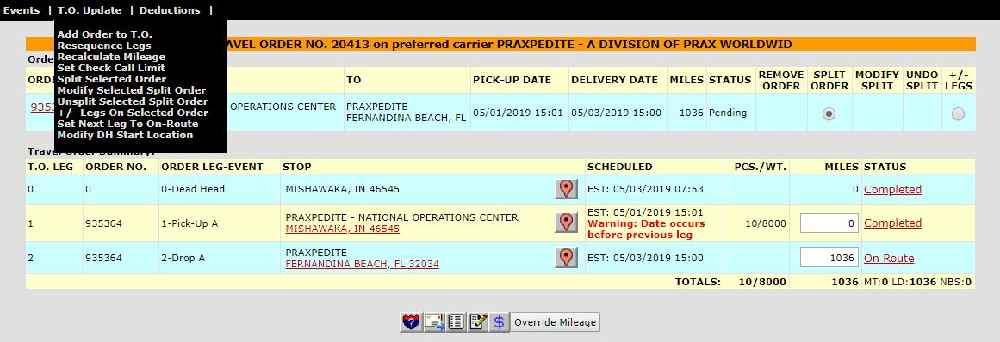 Events | T.O. Update | Deductions |
Add Order to T.O.
Resequence Legs
Recalculate Mileage
Set Check Call Limit
Split Selected Order
Modify Selected Split Order
Unsplit Selected Split Order
+/- Legs On Selected Order
Set Next Leg To On-Route
Modify DH Start Location
AVEL ORDER NO. 20413 on preferred carrier PRAXPEDITE - A DIVISION OF PRAX WORLDWID
Orde
ORD TO PICK-UP DATE DELIVERY DATE MILES STATUS REMOVE ORDER SPLIT ORDER MODIFY SPLIT UNDO SPLIT +/- LEGS
9353 OPERATIONS CENTER PRAXPEDITE
FERNANDINA BEACH, FL 05/01/2019 15:01 05/03/2019 15:00 1036 Pending
Travel Order Summary:
T.O. LEG ORDER NO. ORDER LEG-EVENT STOP SCHEDULED PCS./WT. MILES STATUS
0 0 0-Dead Head MISHAWAKA, IN 46545 EST: 05/03/2019 07:53 0 Completed
1 935364 1-Pick-Up A PRAXPEDITE - NATIONAL OPERATIONS CENTER
MISHAWAKA, IN 46545
EST: 05/01/2019 15:01
Warning: Date occurs
before previous leg
10/8000 0 Completed
2 935364 2-Drop A PRAXPEDITE
FERNANDINA BEACH, FL 32034
EST: 05/03/2019 15:00 1036 On Route
TOTALS: 10/8000 1036 MT:0 LD:1036 NBS:0
? $ Override Mileage